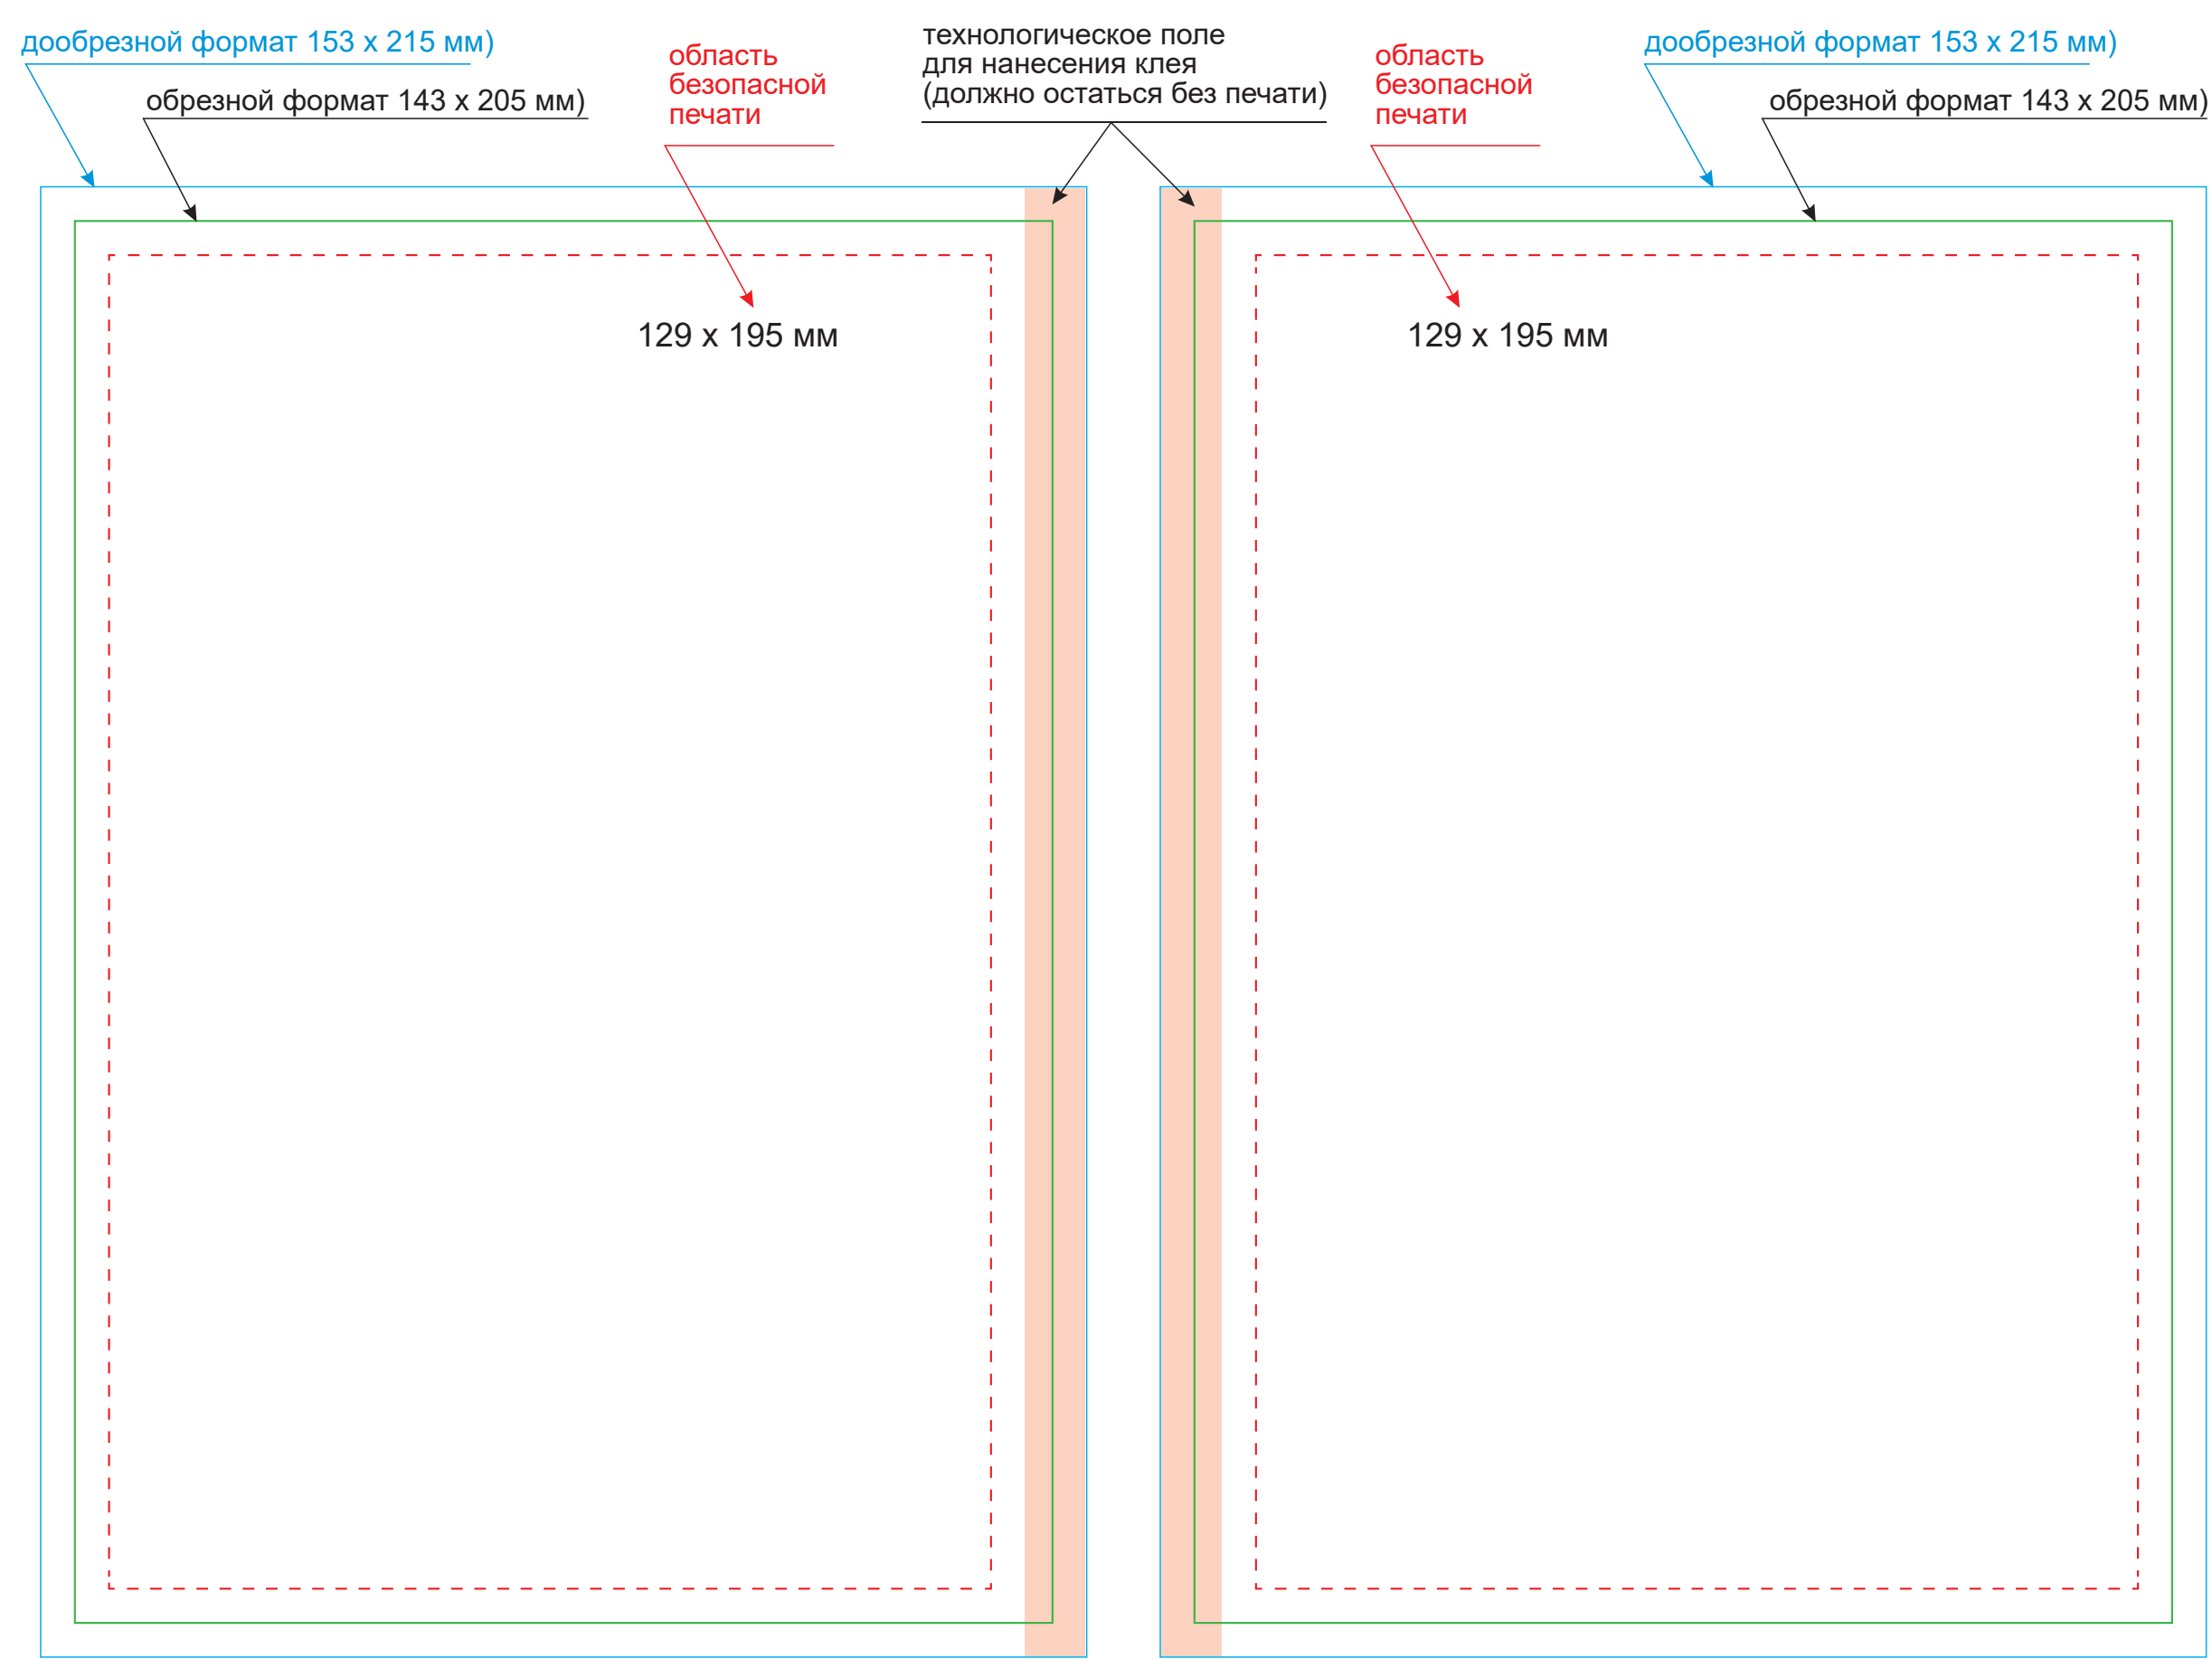 дообрезной формат 153 х 215 мм)
обрезной формат 143 х 205 мм)
область
безопасной
печати
технологическое поле
для нанесения клея
(должно остаться без печати)
область
безопасной
печати
дообрезной формат 153 х 215 мм)
обрезной формат 143 х 205 мм)
129 х 195 мм
129 х 195 мм